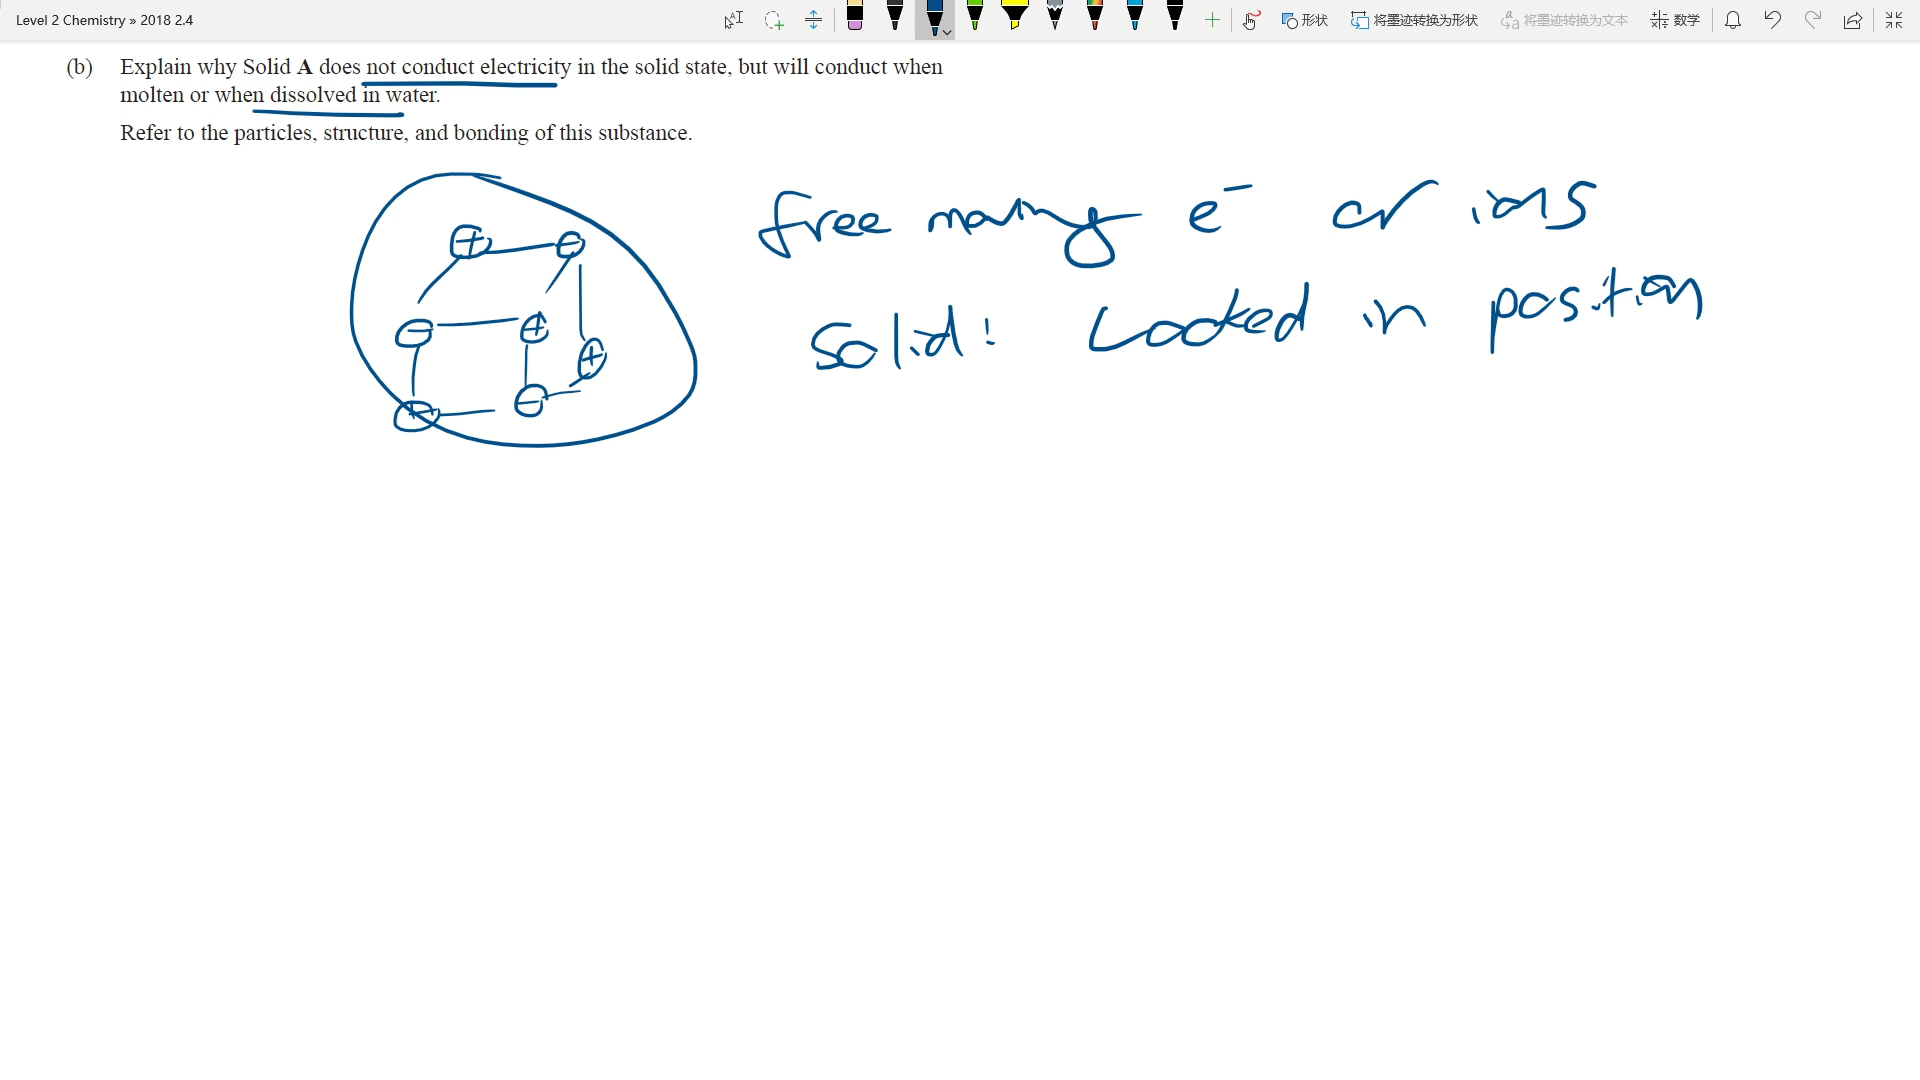 Level 2 Chemistry » 2018 2.4 形状 将墨迹转换为形状 将墨迹转换为文本 数学
(b) Explain why Solid A does not conduct electricity in the solid state, but will conduct when
molten or when dissolved in water.
Refer to the particles, structure, and bonding of this substance.
free moving e⁻ or ions
solid: Locked in position